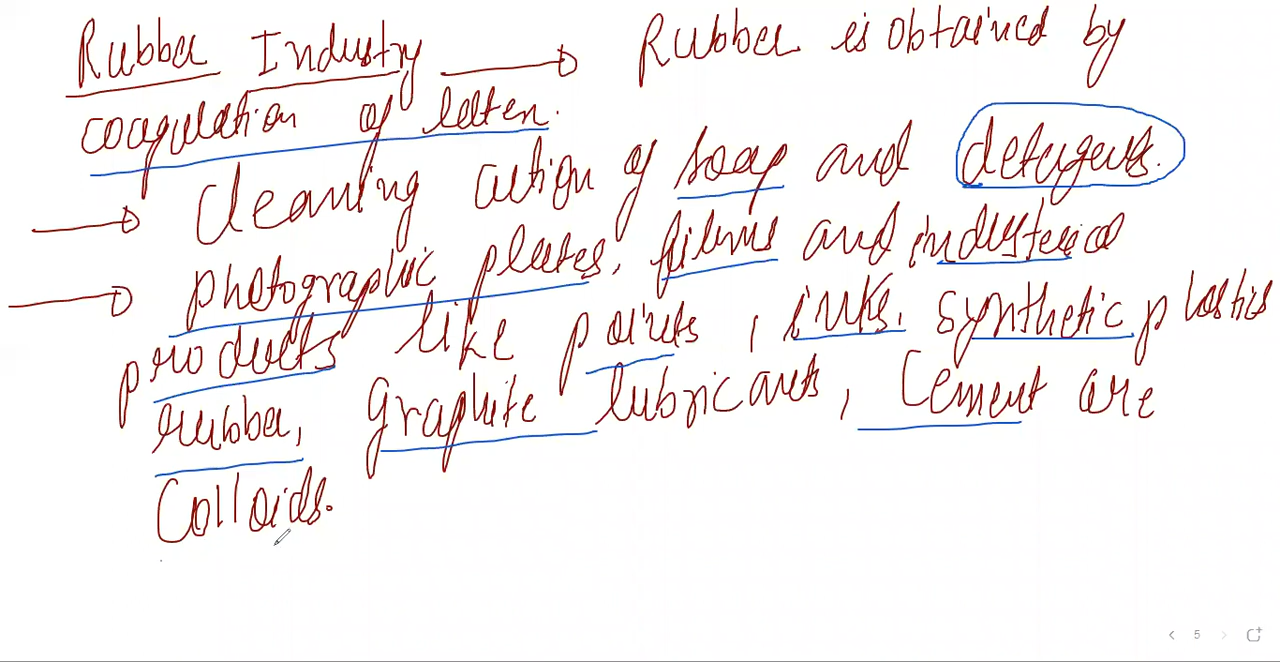 Rubber Industry → Rubber is obtained by
coagulation of latex.
→ Cleaning action of soap and detergents.
→ photographic plates, films and industrial
products like paints, inks, synthetic plastics
rubber, graphite lubricants, Cement are
Colloids.
5